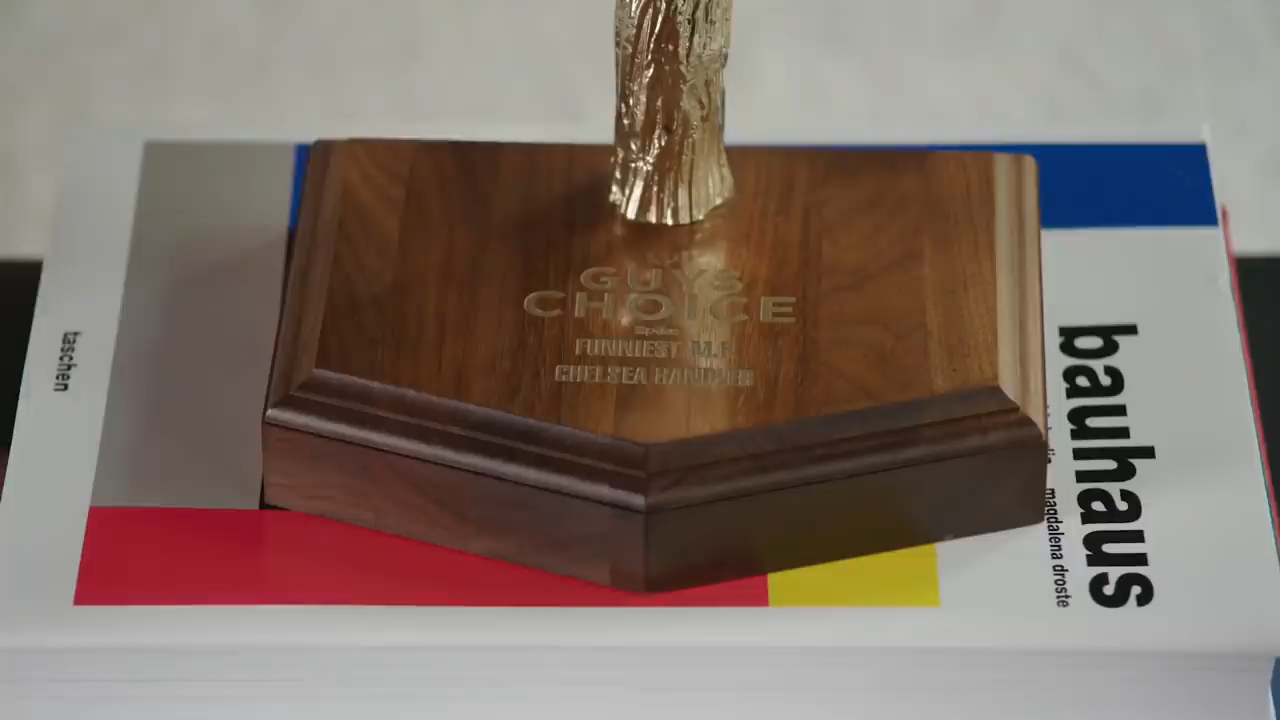 GUYS
CHOICE
Spike
FUNNIEST M.F.
CHELSEA HANDLER
taschen
bauhaus
magdalena droste